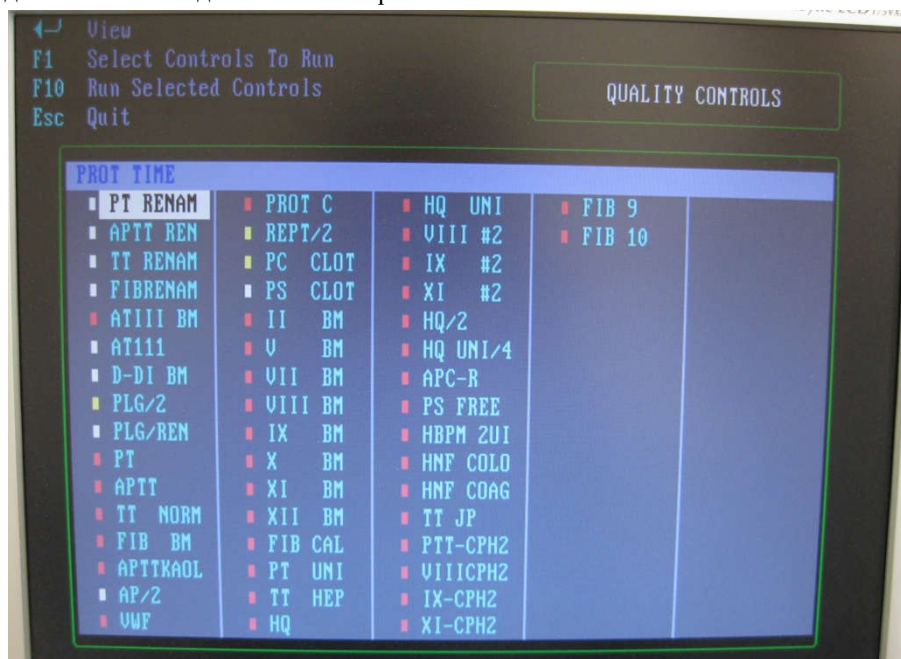 View
F1 Select Controls To Run
F10 Run Selected Controls
Esc Quit
QUALITY CONTROLS
PROT TIME
PT RENAM PROT C HQ UNI FIB 9
APTT REN REPT/2 VIII #2 FIB 10
TT RENAM PC CLOT IX #2
FIBRENAM PS CLOT XI #2
ATIII BM II BM HQ/2
AT111 V BM HQ UNI/4
D-DI BM VII BM APC-R
PLG/2 VIII BM PS FREE
PLG/REN IX BM HBPM 2UI
PT X BM HNF COLO
APTT XI BM HNF COAG
TT NORM XII BM TT JP
FIB BM FIB CAL PTT-CPH2
APTTKAOL PT UNI VIIICPH2
AP/2 TT HEP IX-CPH2
VWF HQ XI-CPH2